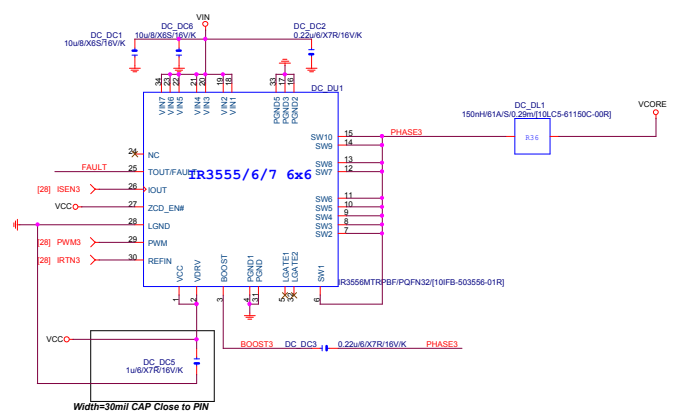 VIN
DC_DC1
10u/8/X6S/16V/K
DC_DC6
10u/8/X6S/16V/K
DC_DC2
0.22u/6/X7R/16V/K
34
23
22
21
20
19
18
33
17
16
VIN7
VIN6
VIN5
VIN4
VIN3
VIN2
VIN1
PGND5
PGND3
PGND2
DC_DU1
DC_DL1
150nH/61A/S/0.29m/[10LC5-61150C-00R]
VCORE
R36
PHASE3
SW10 15
SW9 14
SW8 13
SW7 12
SW6 11
SW5 10
SW4 9
SW3 8
SW2 7
24 NC
FAULT 25 TOUT/FAULT
IR3555/6/7 6x6
[28] ISEN3 26 IOUT
VCC 27 ZCD_EN#
28 LGND
[28] PWM3 29 PWM
[28] IRTN3 30 REFIN
VCC
VDRV
BOOST
PGND1
PGND
LGATE1
LGATE2
SW1
IR3556MTRPBF/PQFN32/[10IFB-503556-01R]
1
2
3
4
31
5
32
6
VCC
DC_DC5
1u/6/X7R/16V/K
BOOST3 DC_DC3 0.22u/6/X7R/16V/K PHASE3
Width=30mil CAP Close to PIN